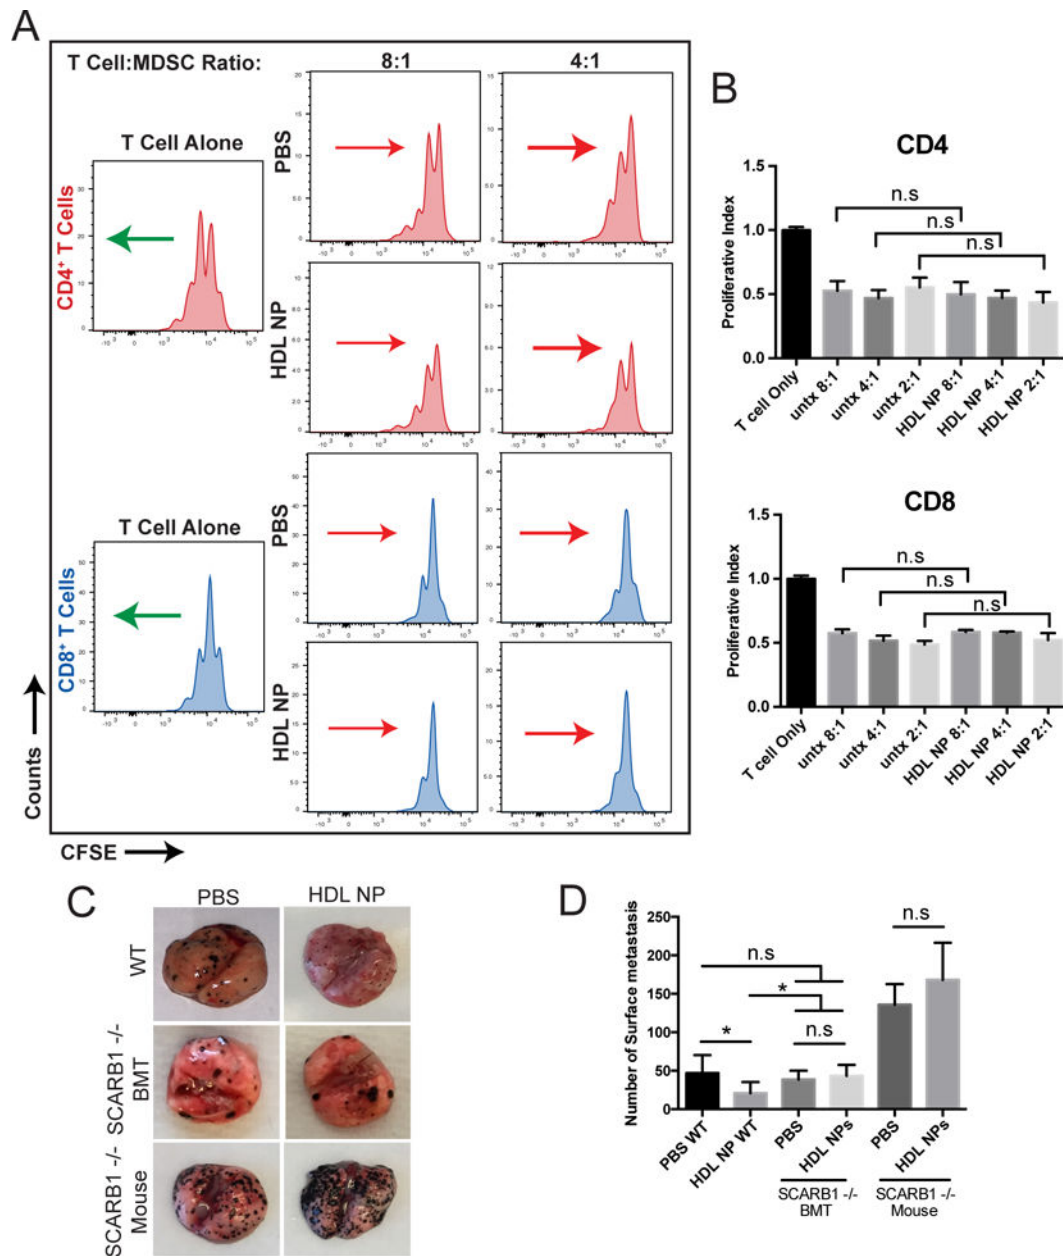 A
T Cell:MDSC Ratio:
8:1
4:1
T Cell Alone
CD4+ T Cells
PBS
HDL NP
T Cell Alone
CD8+ T Cells
PBS
HDL NP
Counts
CFSE
B
CD4
Proliferative Index
1.5
1.0
0.5
0.0
n.s
n.s
n.s
T cell Only
untx 8:1
untx 4:1
untx 2:1
HDL NP 8:1
HDL NP 4:1
HDL NP 2:1
CD8
Proliferative Index
1.5
1.0
0.5
0.0
n.s
n.s
n.s
T cell Only
untx 8:1
untx 4:1
untx 2:1
HDL NP 8:1
HDL NP 4:1
HDL NP 2:1
C
PBS
HDL NP
WT
SCARB1 -/-
BMT
SCARB1 -/-
Mouse
D
Number of Surface metastasis
250
200
150
100
50
0
n.s
n.s
*
*
n.s
PBS WT
HDL NP WT
PBS
HDL NPs
PBS
HDL NPs
SCARB1 -/-
BMT
SCARB1 -/-
Mouse